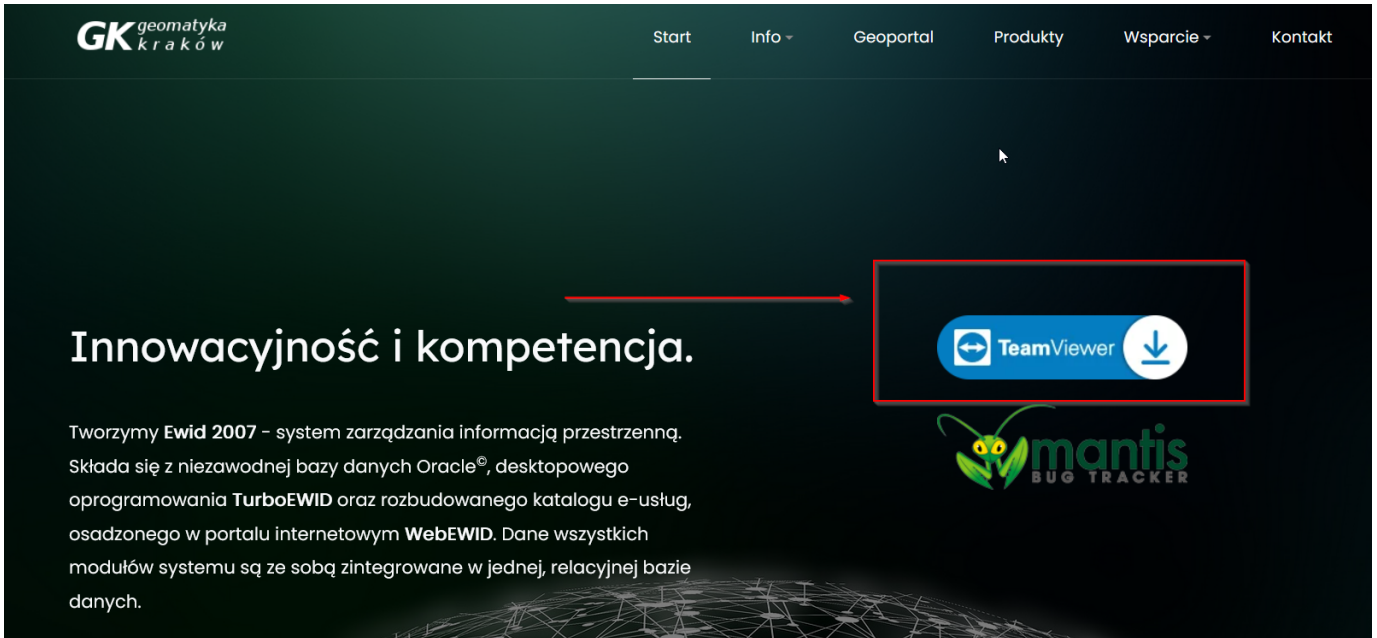 GK geomatyka
kraków
Start Info Geoportal Produkty Wsparcie Kontakt
Innowacyjność i kompetencja.
TeamViewer
Tworzymy Ewid 2007 - system zarządzania informacją przestrzenną.
Składa się z niezawodnej bazy danych Oracle©, desktopowego
oprogramowania TurboEWID oraz rozbudowanego katalogu e-usług,
osadzonego w portalu internetowym WebEWID. Dane wszystkich
modułów systemu są ze sobą zintegrowane w jednej, relacyjnej bazie
danych.
mantis
BUG TRACKER